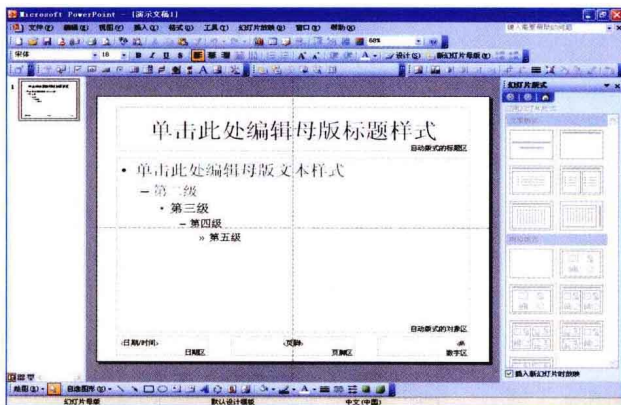 Microsoft PowerPoint - [演示文稿1]
文件(F) 编辑(E) 视图(V) 插入(I) 格式(O) 工具(T) 幻灯片放映(D) 窗口(W) 帮助(H) 键入需要帮助的问题
68%
宋体 18 B I U S A A A 设计(S) 新幻灯片母版(N)
幻灯片版式
1
单击此处编辑母版标题样式
自动版式的标题区
• 单击此处编辑母版文本样式
– 第二级
• 第三级
– 第四级
» 第五级
自动版式的对象区
<日期/时间> <页脚> <#>
日期区 页脚区 数字区
插入新幻灯片时放映
绘图(R) 自选图形(U)
幻灯片母版 默认设计模板 中文(中国)